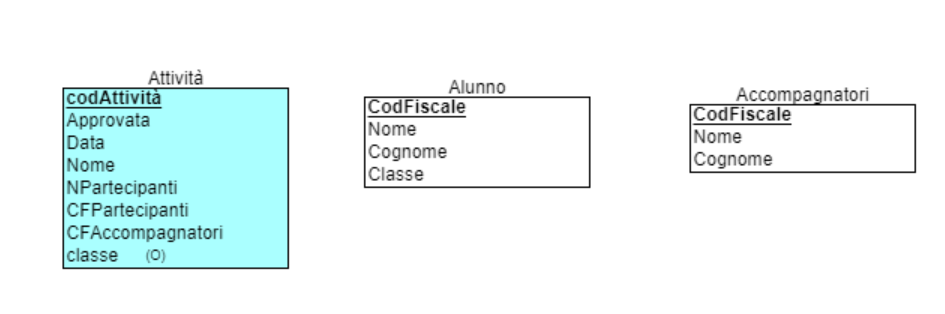 Attività
codAttività
Approvata
Data
Nome
NPartecipanti
CFPartecipanti
CFAccompagnatori
classe (O)
Alunno
CodFiscale
Nome
Cognome
Classe
Accompagnatori
CodFiscale
Nome
Cognome